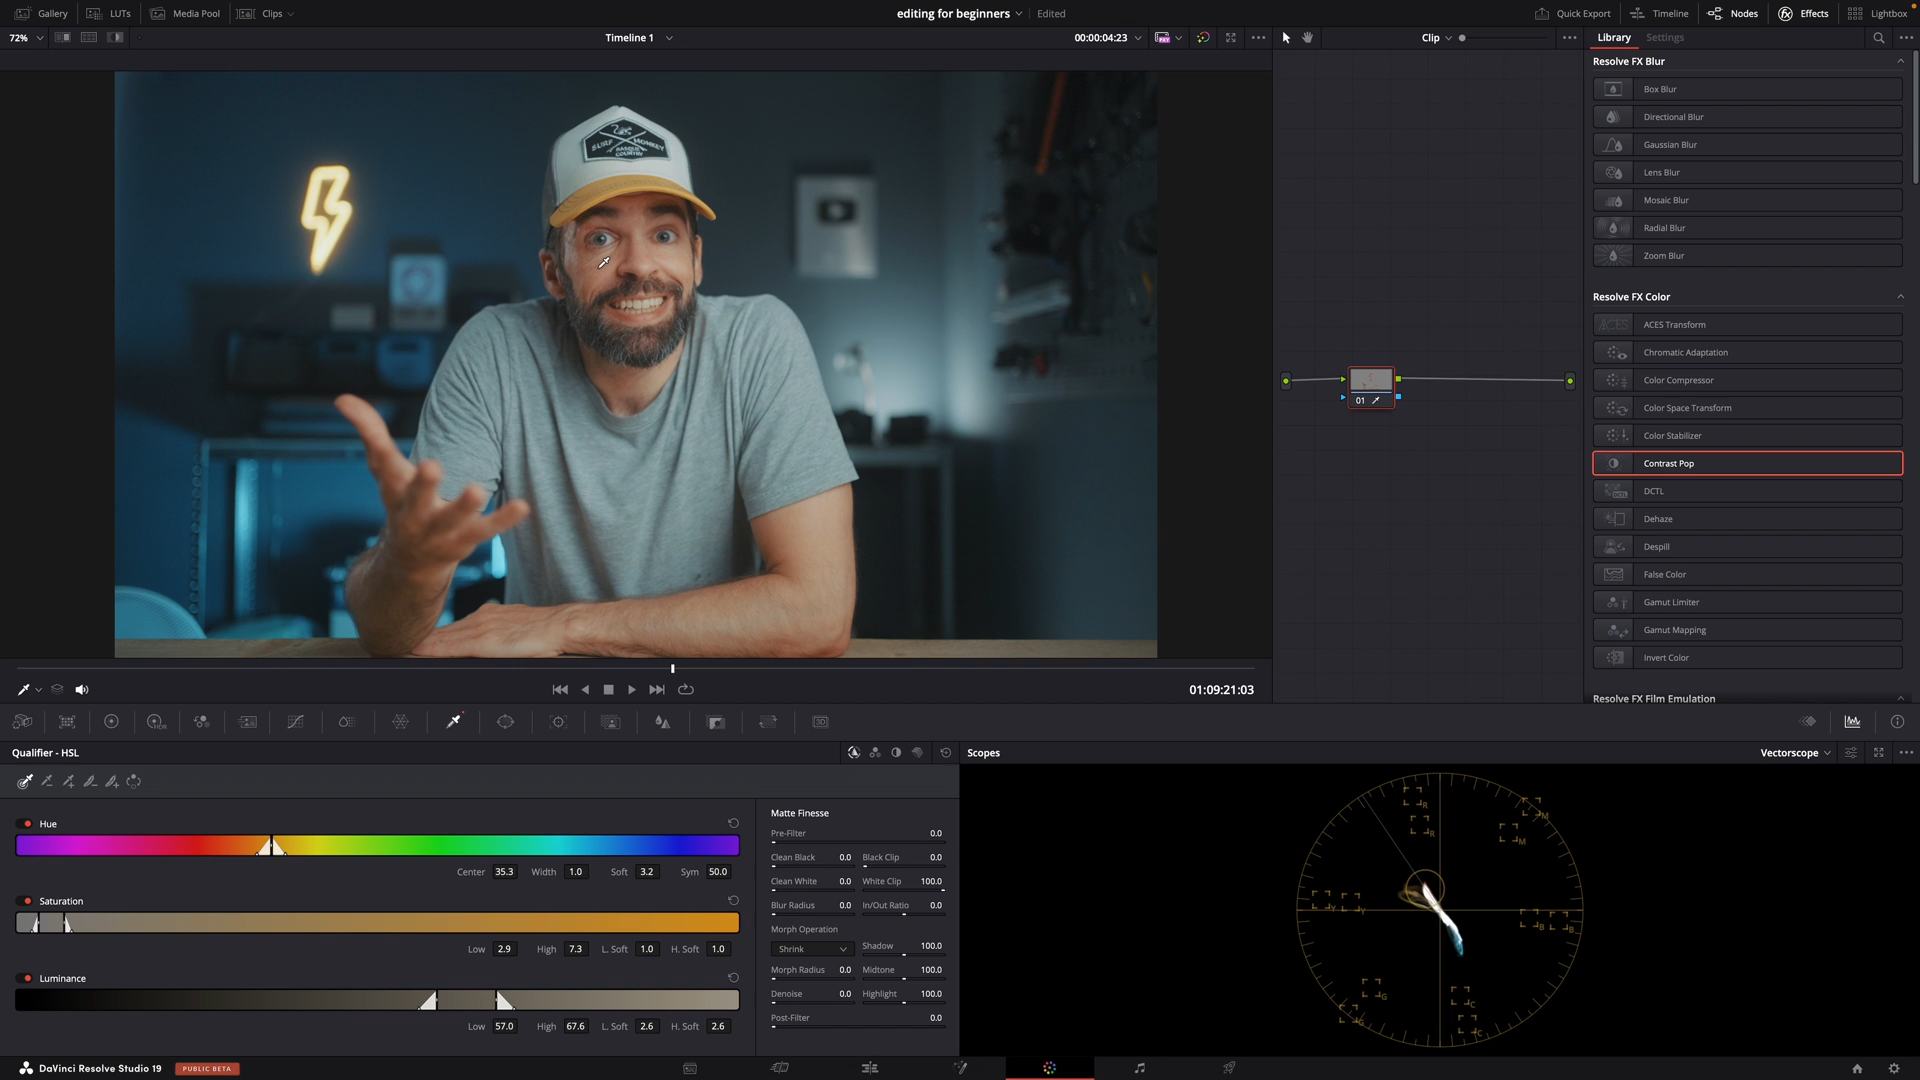 Gallery LUTs Media Pool Clips editing for beginners Edited Quick Export Timeline Nodes Effects Lightbox
72% Timeline 1 00:00:04:23 Clip Library Settings
Resolve FX Blur
Box Blur
Directional Blur
Gaussian Blur
Lens Blur
Mosaic Blur
Radial Blur
Zoom Blur
Resolve FX Color
ACES ACES Transform
Chromatic Adaptation
Color Compressor
Color Space Transform
Color Stabilizer
Contrast Pop
DCTL DCTL
Dehaze
Despill
False Color
Gamut Limiter
Gamut Mapping
Invert Color
Resolve FX Film Emulation
SURF MONKEY
BASQUE
COUNTRY
01
01:09:21:03
HDR 3D
Qualifier - HSL Scopes Vectorscope
Hue
Center 35.3 Width 1.0 Soft 3.2 Sym 50.0
Saturation
Low 2.9 High 7.3 L. Soft 1.0 H. Soft 1.0
Luminance
Low 57.0 High 67.6 L. Soft 2.6 H. Soft 2.6
Matte Finesse
Pre-Filter 0.0
Clean Black 0.0 Black Clip 0.0
Clean White 0.0 White Clip 100.0
Blur Radius 0.0 In/Out Ratio 0.0
Morph Operation
Shrink Shadow 100.0
Morph Radius 0.0 Midtone 100.0
Denoise 0.0 Highlight 100.0
Post-Filter 0.0
R
M
R
M
Y
Y
B
B
G
C
G
C
DaVinci Resolve Studio 19 PUBLIC BETA